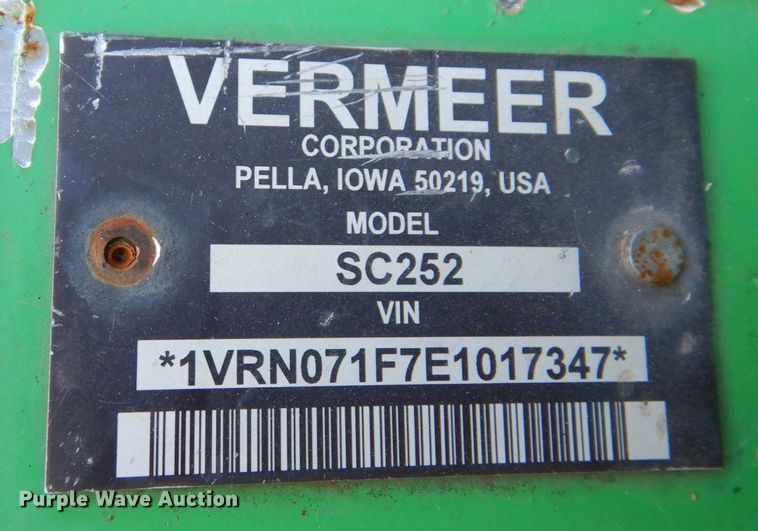 VERMEER
CORPORATION
PELLA, IOWA 50219, USA
MODEL
SC252
VIN
*1VRN071F7E1017347*
Purple Wave Auction